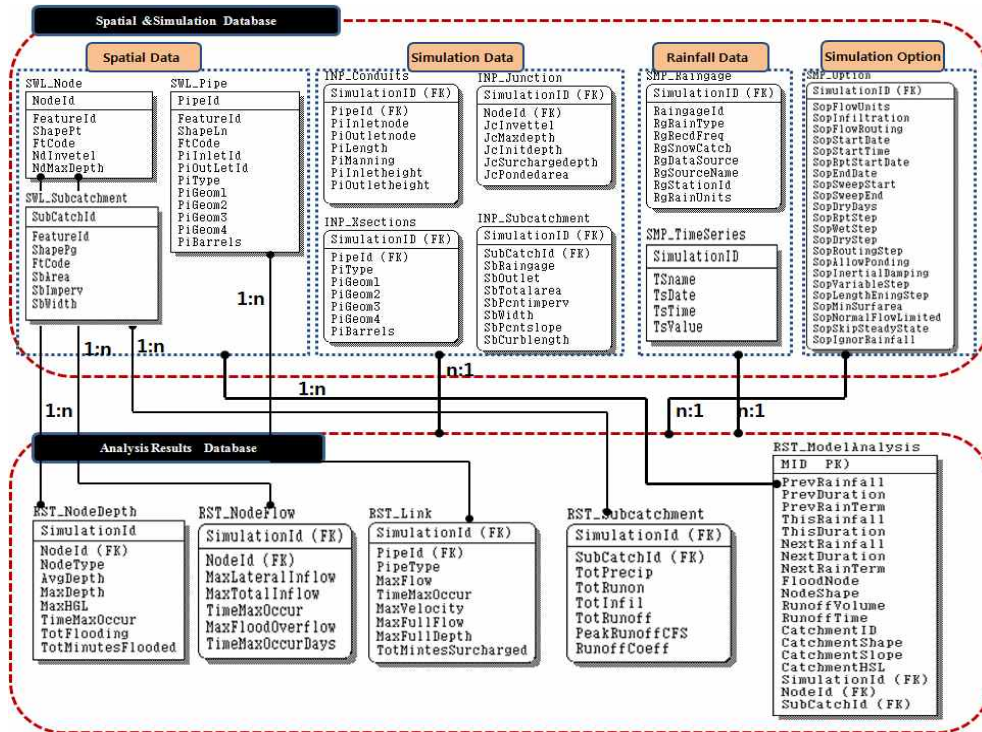 Spatial & Simulation Database
Spatial Data
Simulation Data
Rainfall Data
Simulation Option
SWL_Node
NodeId
FeatureId
ShapePt
FtCode
NdInvetel
NdMaxDepth
SWL_Pipe
PipeId
FeatureId
ShapeLn
FtCode
PiInletId
PiOutLetId
PiType
PiGeom1
PiGeom2
PiGeom3
PiGeom4
PiBarrels
SWL_Subcatchment
SubCatchId
FeatureId
ShapePg
FtCode
SbArea
SbImperv
SbWidth
INP_Conduits
SimulationID (FK)
PipeId (FK)
PiInletnode
PiOutletnode
PiLength
PiManning
PiInletheight
PiOutletheight
INP_Junction
SimulationID (FK)
NodeId (FK)
JcInvettel
JcMaxdepth
JcInitdepth
JcSurchargedepth
JcPondedarea
INP_Xsections
SimulationID (FK)
PipeId (FK)
PiType
PiGeom1
PiGeom2
PiGeom3
PiGeom4
PiBarrels
INP_Subcatchment
SimulationID (FK)
SubCatchId (FK)
SbRaingage
SbOutlet
SbTotalarea
SbPcntimperv
SbWidth
SbPcntslope
SbCurblength
SMP_Raingage
SimulationID (FK)
RaingageId
RgRainType
RgRecdFreq
RgSnowCatch
RgDataSource
RgSourceName
RgStationId
RgRainUnits
SMP_TimeSeries
SimulationID
TSname
TsDate
TsTime
TsValue
SMP_Option
SimulationID (FK)
SopFlowUnits
SopInfiltration
SopFlowRouting
SopStartDate
SopStartTime
SopRptStartDate
SopEndDate
SopSweepStart
SopSweepEnd
SopDryDays
SopRptStep
SopWetStep
SopDryStep
SopRoutingStep
SopAllowPonding
SopInertialDamping
SopVariableStep
SopLengthEningStep
SopMinSurfarea
SopNormalFlowLimited
SopSkipSteadyState
SopIgnorRainfall
1:n
1:n
1:n
1:n
1:n
n:1
n:1
n:1
Analysis Results Database
RST_NodeDepth
SimulationId
NodeId (FK)
NodeType
AvgDepth
MaxDepth
MaxHGL
TimeMaxOccur
TotFlooding
TotMinutesFlooded
RST_NodeFlow
SimulationId (FK)
NodeId (FK)
MaxLateralInflow
MaxTotalInflow
TimeMaxOccur
MaxFloodOverflow
TimeMaxOccurDays
RST_Link
SimulationId (FK)
PipeId (FK)
PipeType
MaxFlow
TimeMaxOccur
MaxVelocity
MaxFullFlow
MaxFullDepth
TotMintesSurcharged
RST_Subcatchment
SimulationId (FK)
SubCatchId (FK)
TotPrecip
TotRunon
TotInfil
TotRunoff
PeakRunoffCFS
RunoffCoeff
RST_ModelAnalysis
MID PK)
PrevRainfall
PrevDuration
PrevRainTerm
ThisRainfall
ThisDuration
NextRainfall
NextDuration
NextRainTerm
FloodNode
NodeShape
RunoffVolume
RunoffTime
CatchmentID
CatchmentShape
CatchmentSlope
CatchmentHSL
SimulationId (FK)
NodeId (FK)
SubCatchId (FK)